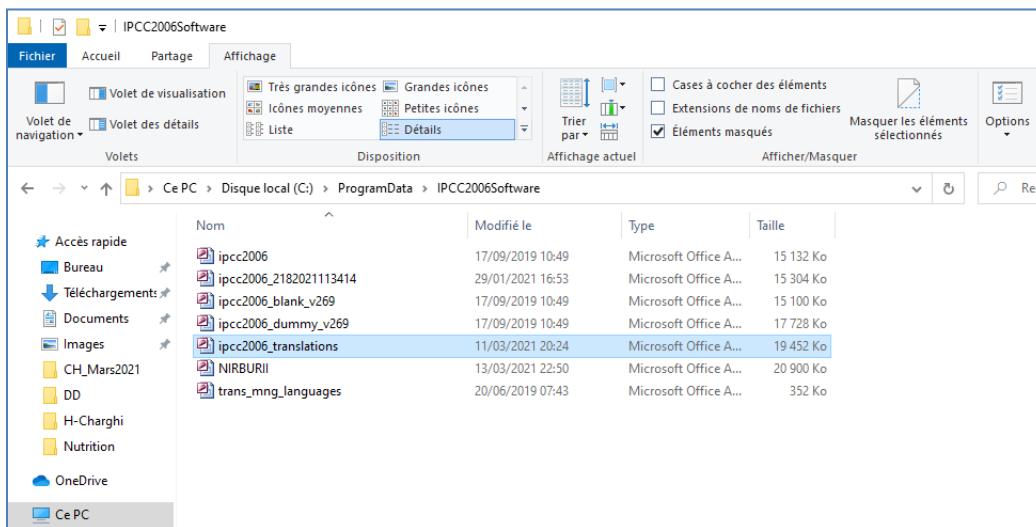 IPCC2006Software
Fichier Accueil Partage Affichage
Volet de navigation
Volet de visualisation
Volet des détails
Volets
Très grandes icônes Grandes icônes
Icônes moyennes Petites icônes
Liste Détails
Disposition
Trier par
Affichage actuel
Cases à cocher des éléments
Extensions de noms de fichiers
Éléments masqués
Masquer les éléments sélectionnés
Afficher/Masquer
Options
Ce PC > Disque local (C:) > ProgramData > IPCC2006Software
Re
Accès rapide
Bureau
Téléchargements
Documents
Images
CH_Mars2021
DD
H-Charghi
Nutrition
OneDrive
Ce PC
Nom Modifié le Type Taille
ipcc2006 17/09/2019 10:49 Microsoft Office A... 15 132 Ko
ipcc2006_2182021113414 29/01/2021 16:53 Microsoft Office A... 15 304 Ko
ipcc2006_blank_v269 17/09/2019 10:49 Microsoft Office A... 15 100 Ko
ipcc2006_dummy_v269 17/09/2019 10:49 Microsoft Office A... 17 728 Ko
ipcc2006_translations 11/03/2021 20:24 Microsoft Office A... 19 452 Ko
NIRBURII 13/03/2021 22:50 Microsoft Office A... 20 900 Ko
trans_mng_languages 20/06/2019 07:43 Microsoft Office A... 352 Ko